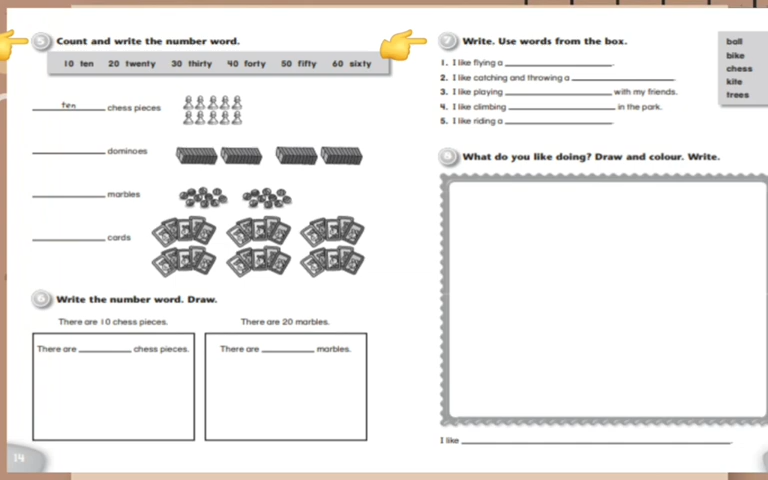 5 Count and write the number word.
10 ten 20 twenty 30 thirty 40 forty 50 fifty 60 sixty
ten chess pieces
dominoes
marbles
cards
6 Write the number word. Draw.
There are 10 chess pieces.
There are chess pieces.
There are 20 marbles.
There are marbles.
14
7 Write. Use words from the box.
ball
bike
chess
kite
trees
1. I like flying a .
2. I like catching and throwing a .
3. I like playing with my friends.
4. I like climbing in the park.
5. I like riding a .
8 What do you like doing? Draw and colour. Write.
I like .